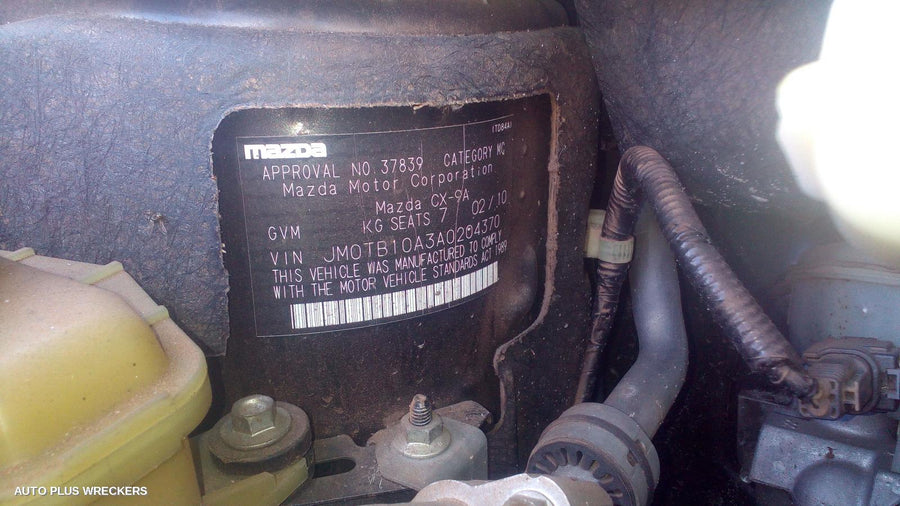 (TD84A)
mazda
APPROVAL NO. 37839 CATEGORY MC
Mazda Motor Corporation
Mazda CX-9A
GVM KG SEATS 7 02/10
VIN JM0TB10A3A0204370
THIS VEHICLE WAS MANUFACTURED TO COMPLY
WITH THE MOTOR VEHICLE STANDARDS ACT 1989
AUTO PLUS WRECKERS